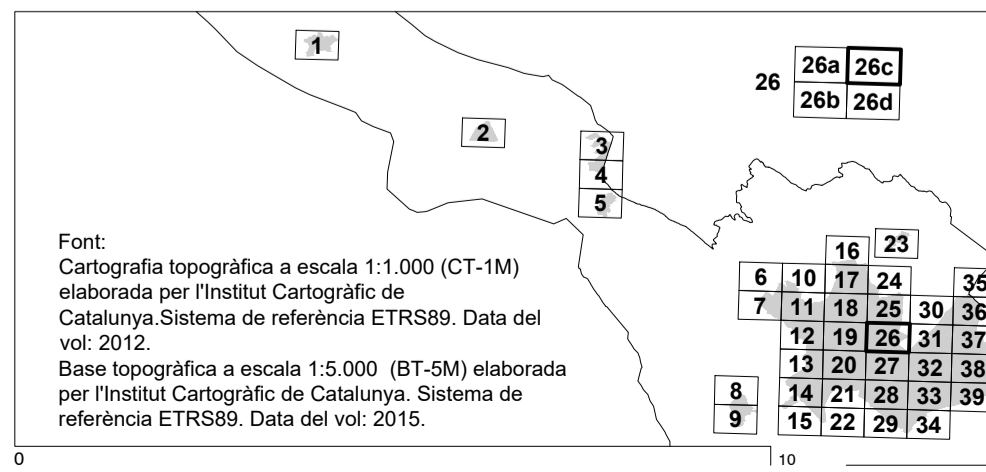 1
2
3
4
5
26
26a 26c
26b 26d
16 23
6 10 17 24 35
7 11 18 25 30 36
12 19 26 31 37
13 20 27 32 38
8 14 21 28 33 39
9 15 22 29 34
Font:
Cartografia topogràfica a escala 1:1.000 (CT-1M)
elaborada per l'Institut Cartogràfic de
Catalunya.Sistema de referència ETRS89. Data del
vol: 2012.
Base topogràfica a escala 1:5.000 (BT-5M) elaborada
per l'Institut Cartogràfic de Catalunya. Sistema de
referència ETRS89. Data del vol: 2015.
0 10